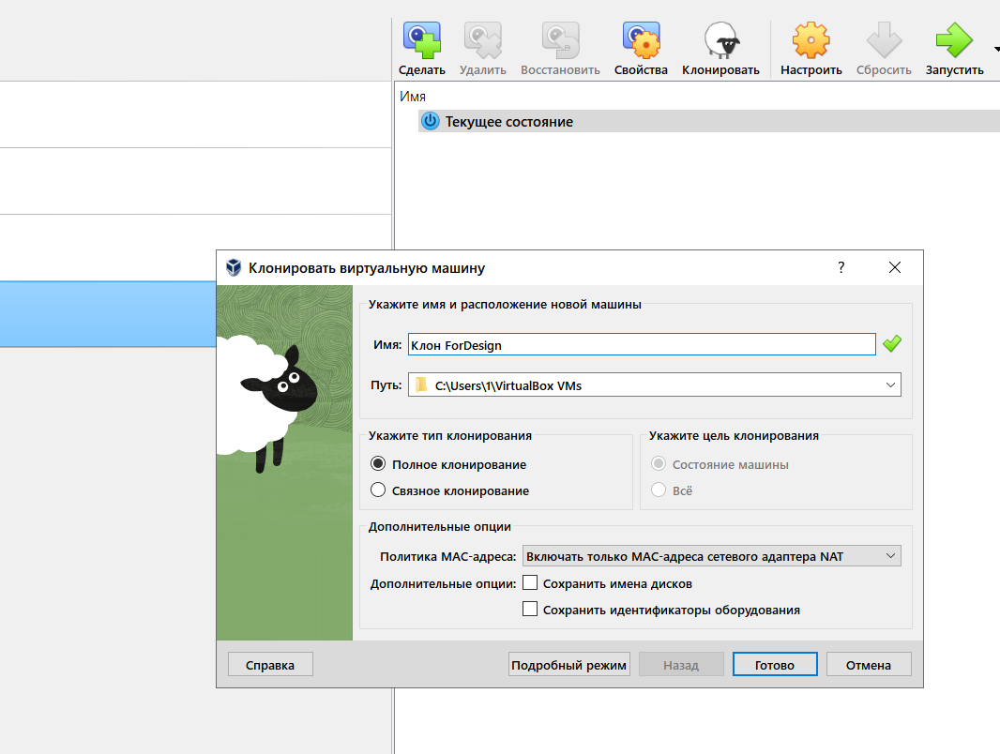 Сделать Удалить Восстановить Свойства Клонировать Настроить Сбросить Запустить
Имя
Текущее состояние
Клонировать виртуальную машину ?
Укажите имя и расположение новой машины
Имя: Клон ForDesign
Путь: C:\Users\1\VirtualBox VMs
Укажите тип клонирования Укажите цель клонирования
Полное клонирование Состояние машины
Связное клонирование Всё
Дополнительные опции
Политика MAC-адреса: Включать только MAC-адреса сетевого адаптера NAT
Дополнительные опции: Сохранить имена дисков
Сохранить идентификаторы оборудования
Справка Подробный режим Назад Готово Отмена